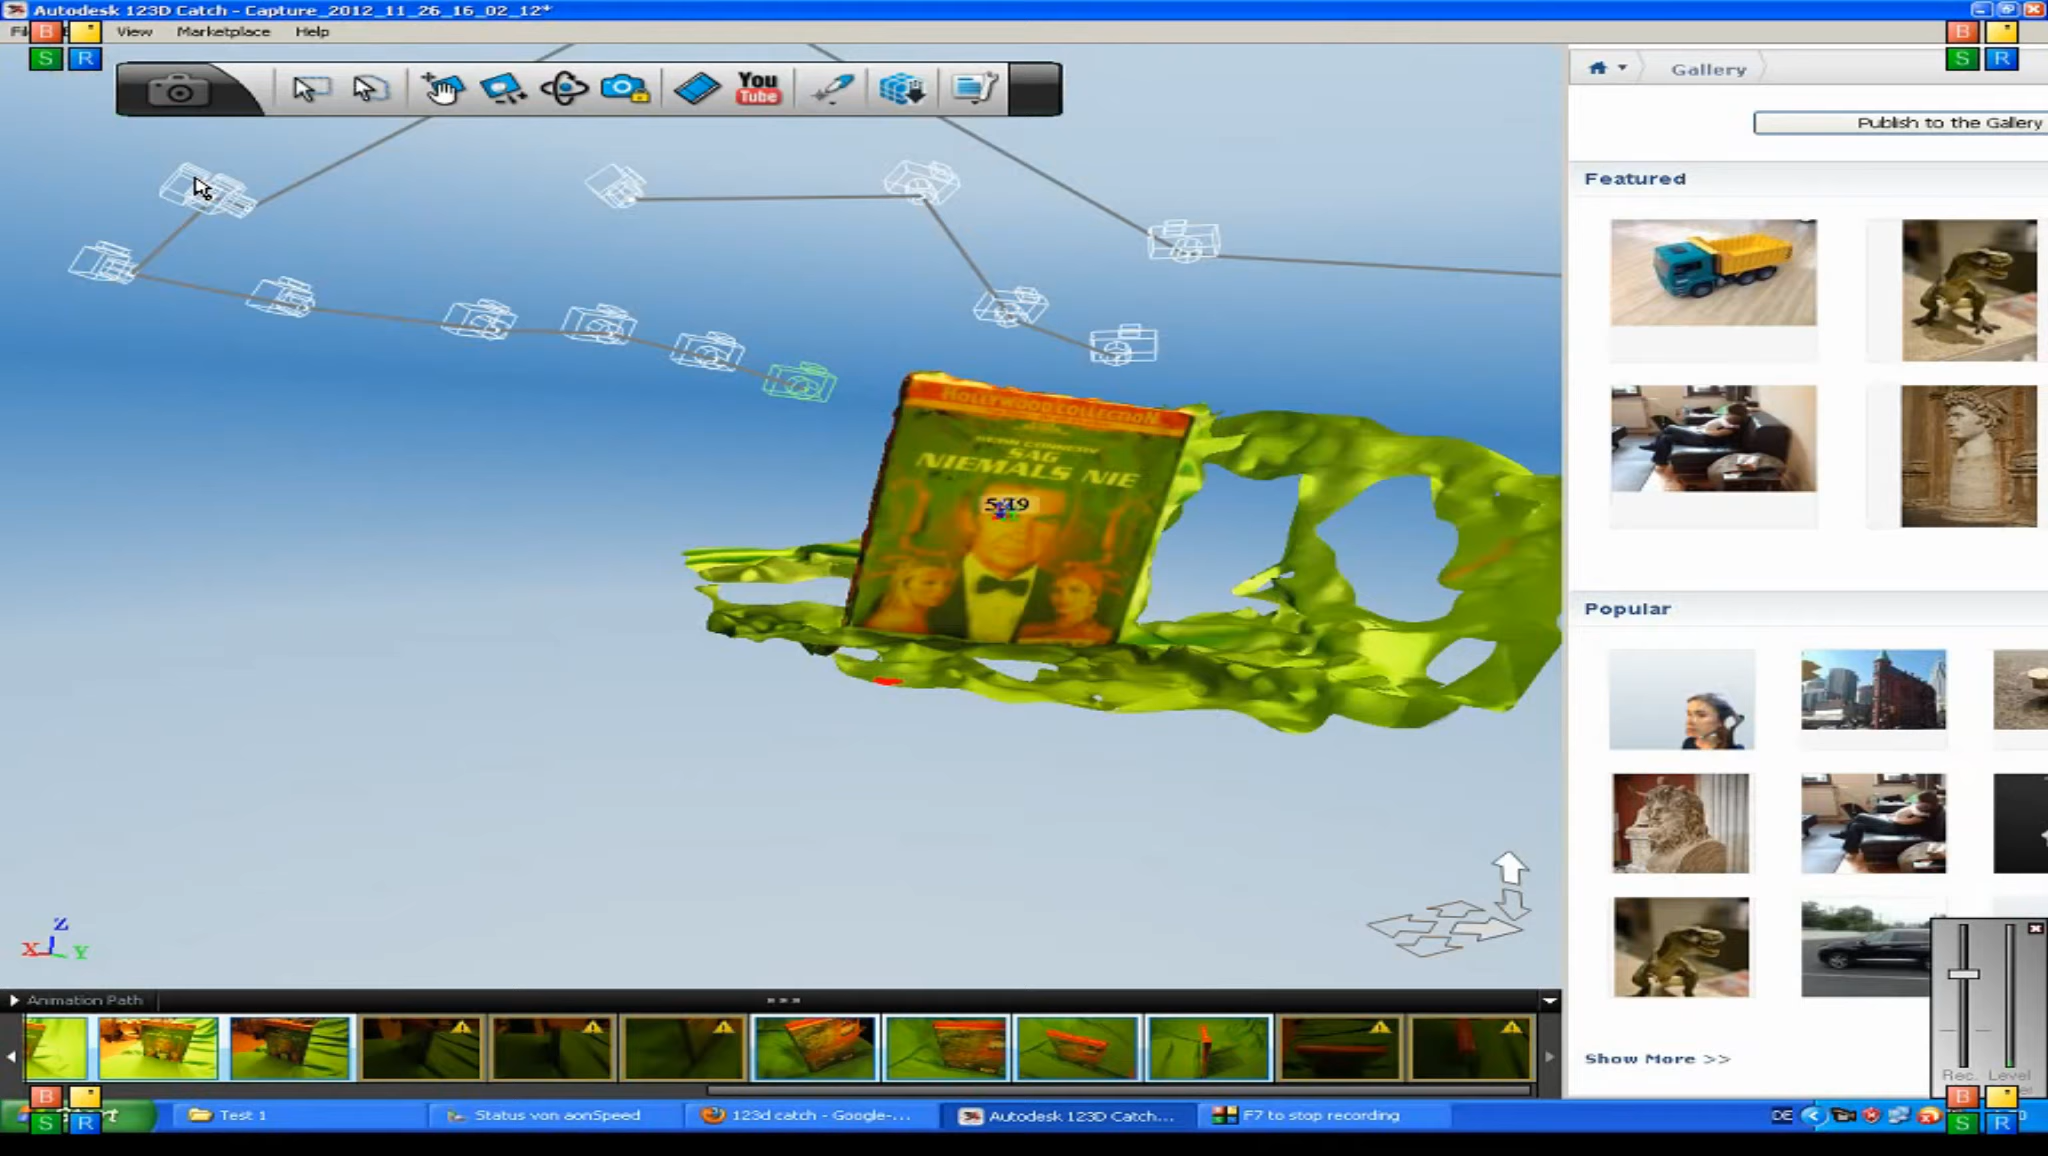 Autodesk 123D Catch - Capture_2012_11_26_16_02_12*
View Marketplace Help
B
S R
B
S R
You
Tube
Gallery
Publish to the Gallery
Featured
HOLLYWOOD COLLECTION
SEAN CONNERY
SAG
NIEMALS NIE
Popular
Z
X Y
Show More >>
Rec. Level
Animation Path
B
S R
B
S R
Test 1
Status von aonSpeed
123d catch - Google-...
Autodesk 123D Catch...
F7 to stop recording
DE